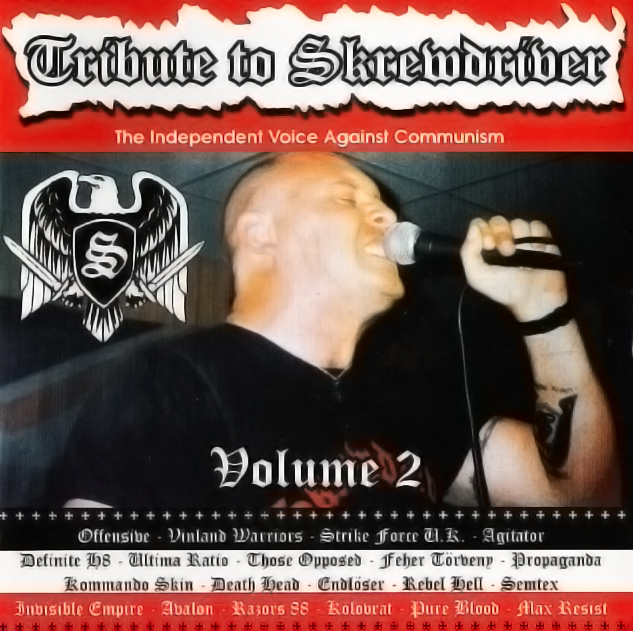 Tribute to Skrewdriver
The Independent Voice Against Communism
S
Volume 2
Offensive - Vinland Warriors - Strike Force U.K. - Agitator
Definite H8 - Ultima Ratio - Those Opposed - Feher Törveny - Propaganda
Kommando Skin - Death Head - Endlöser - Rebel Hell - Semtex
Invisible Empire - Avalon - Razors 88 - Kolovrat - Pure Blood - Max Resist